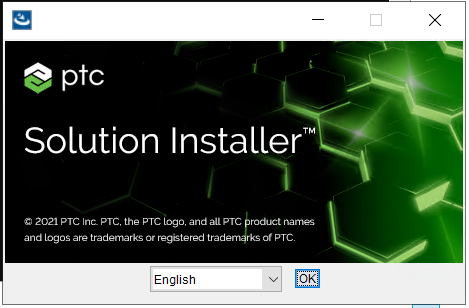 ptc
Solution Installer™
© 2021 PTC Inc. PTC, the PTC logo, and all PTC product names
and logos are trademarks or registered trademarks of PTC.
English
OK